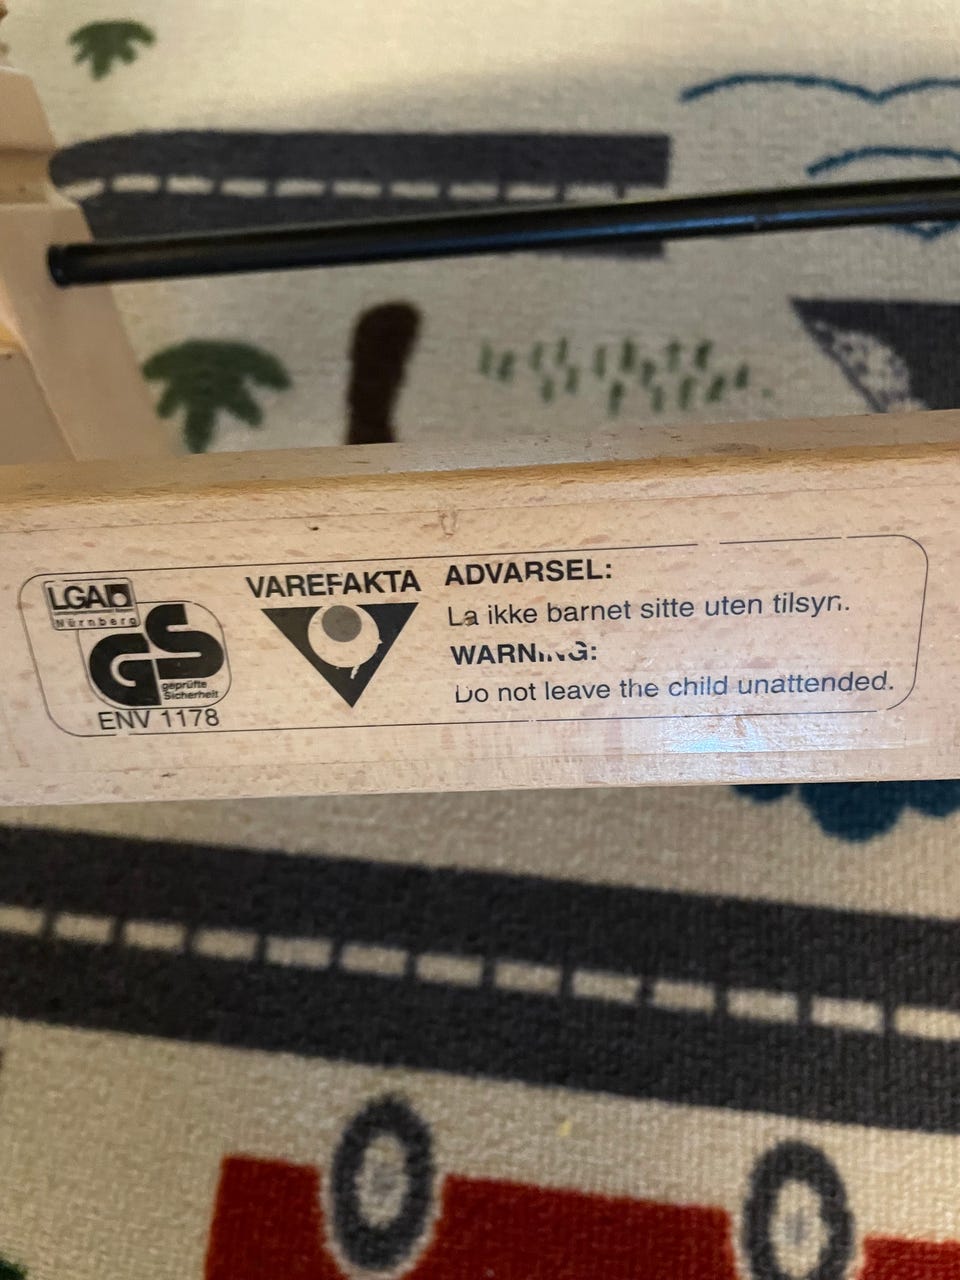 LGA
Nürnberg
GS
geprüfte
Sicherheit
ENV 1178
VAREFAKTA
ADVARSEL:
La ikke barnet sitte uten tilsyn.
WARNING:
Do not leave the child unattended.